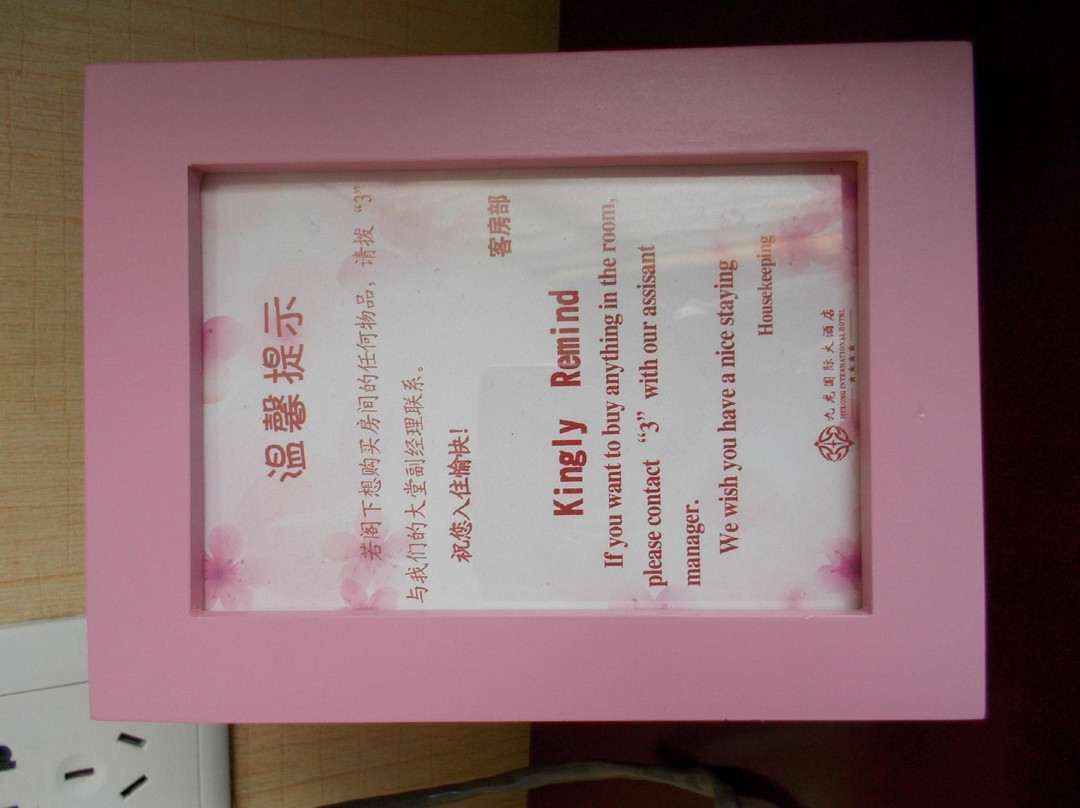 温馨提示
若阁下想购买房间的任何物品，请拨“3”
与我们的大堂副经理联系。
祝您入住愉快！
客房部
Kingly Remind
If you want to buy anything in the room,
please contact “3” with our assisant
manager.
We wish you have a nice staying
Housekeeping
九龙国际大酒店
JIULONG INTERNATIONAL HOTEL